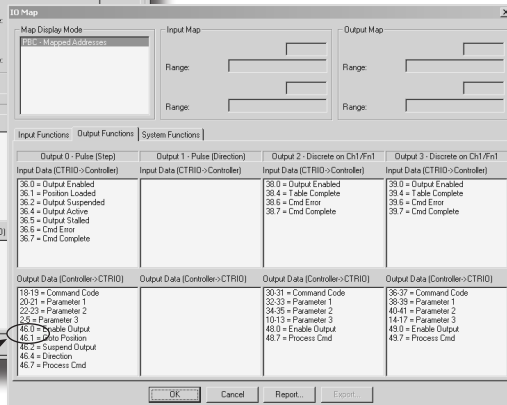 IO Map
Map Display Mode
PBC - Mapped Addresses
Input Map
Range:
Range:
Output Map
Range:
Range:
Input Functions
Output Functions
System Functions
Output 0 - Pulse (Step)
Input Data (CTRIO->Controller)
36.0 = Output Enabled
36.1 = Position Loaded
36.2 = Output Suspended
36.4 = Output Active
36.5 = Output Stalled
36.6 = Cmd Error
36.7 = Cmd Complete
Output Data (Controller->CTRIO)
18-19 = Command Code
20-21 = Parameter 1
22-23 = Parameter 2
2-5 = Parameter 3
46.0 = Enable Output
46.1 = Goto Position
46.2 = Suspend Output
46.4 = Direction
46.7 = Process Cmd
Output 1 - Pulse (Direction)
Input Data (CTRIO->Controller)
Output Data (Controller->CTRIO)
Output 2 - Discrete on Ch1/Fn1
Input Data (CTRIO->Controller)
38.0 = Output Enabled
38.4 = Table Complete
38.6 = Cmd Error
38.7 = Cmd Complete
Output Data (Controller->CTRIO)
30-31 = Command Code
32-33 = Parameter 1
34-35 = Parameter 2
10-13 = Parameter 3
48.0 = Enable Output
48.7 = Process Cmd
Output 3 - Discrete on Ch1/Fn1
Input Data (CTRIO->Controller)
39.0 = Output Enabled
39.4 = Table Complete
39.6 = Cmd Error
39.7 = Cmd Complete
Output Data (Controller->CTRIO)
36-37 = Command Code
38-39 = Parameter 1
40-41 = Parameter 2
14-17 = Parameter 3
49.0 = Enable Output
49.7 = Process Cmd
OK
Cancel
Report...
Export...